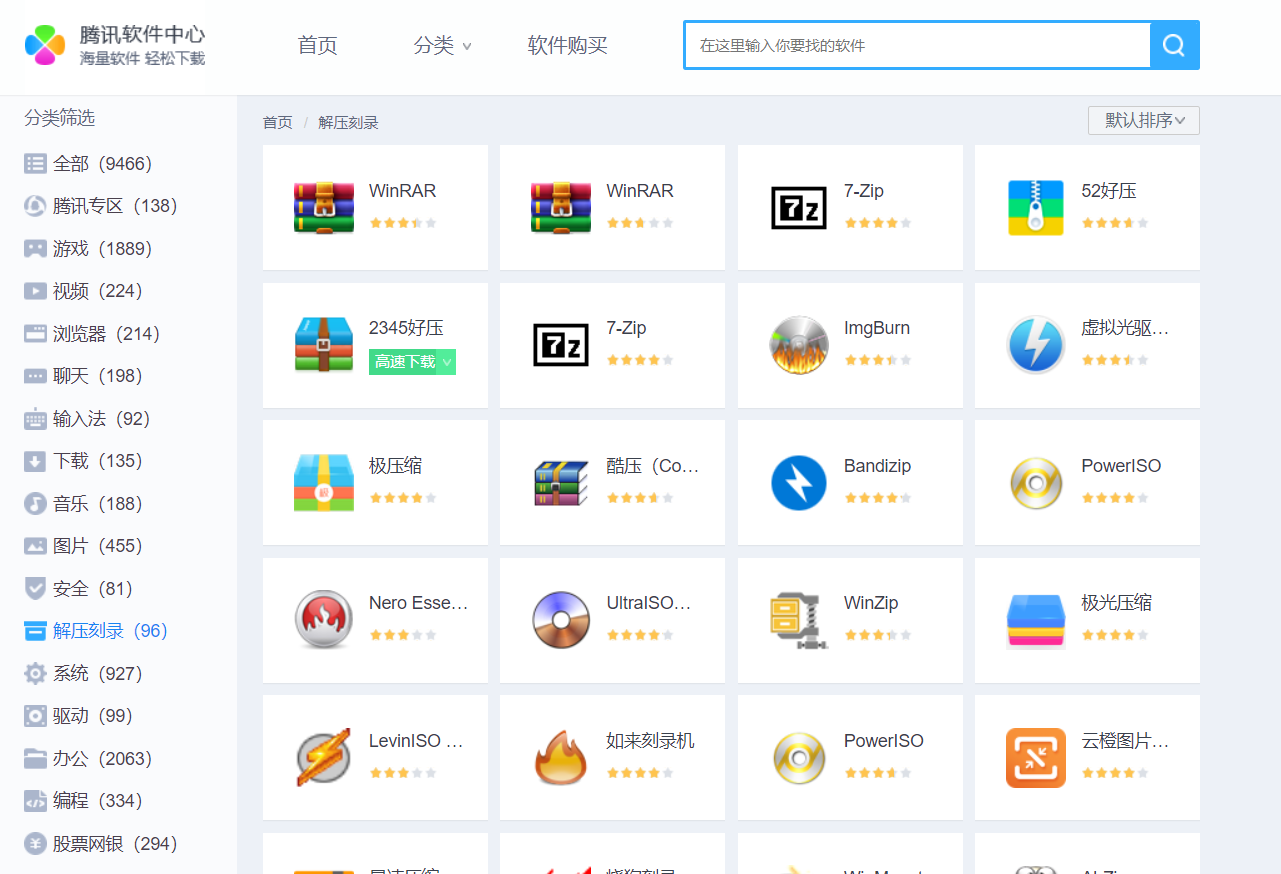 腾讯软件中心
海量软件 轻松下载
首页
分类
软件购买
在这里输入你要找的软件
分类筛选
全部（9466）
腾讯专区（138）
游戏（1889）
视频（224）
浏览器（214）
聊天（198）
输入法（92）
下载（135）
音乐（188）
图片（455）
安全（81）
解压刻录（96）
系统（927）
驱动（99）
办公（2063）
编程（334）
股票网银（294）
首页 / 解压刻录
默认排序
WinRAR
WinRAR
7-Zip
52好压
2345好压
高速下载
7-Zip
ImgBurn
虚拟光驱…
极压缩
酷压（Co…
Bandizip
PowerISO
Nero Esse…
UltraISO…
WinZip
极光压缩
LevinISO …
如来刻录机
PowerISO
云橙图片…